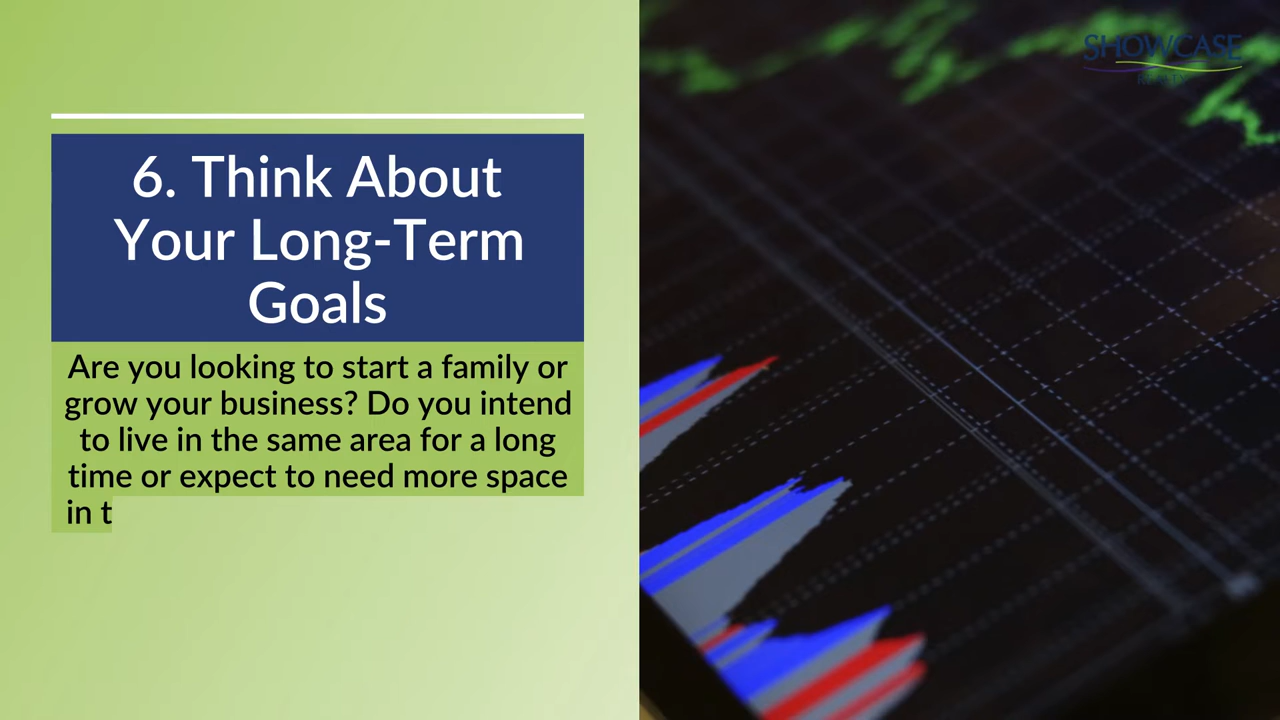 SHOWCASE
REALTY
6. Think About
Your Long-Term
Goals
Are you looking to start a family or
grow your business? Do you intend
to live in the same area for a long
time or expect to need more space
in t